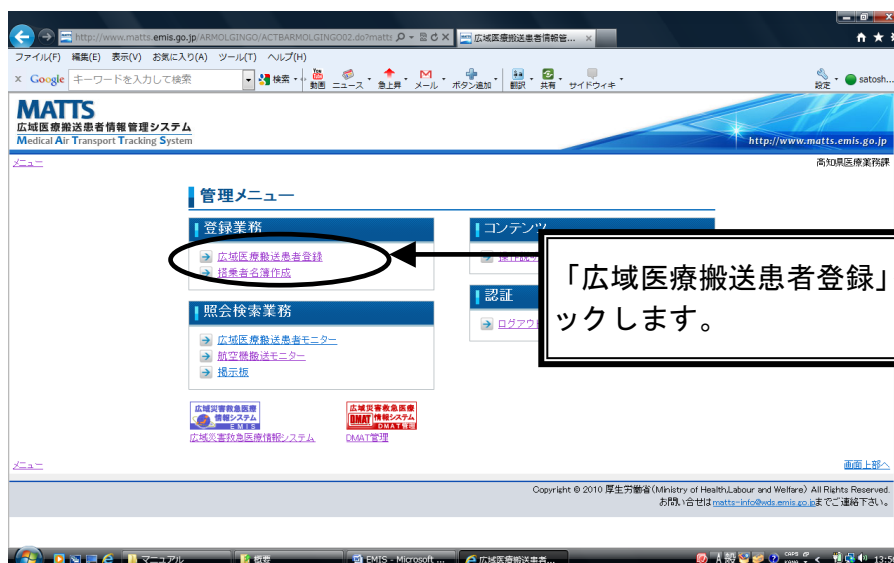 http://www.matts.emis.go.jp/ARMOLGINGO/ACTBARMOLGING002.do?matts
広域医療搬送患者情報管...
ファイル(F) 編集(E) 表示(V) お気に入り(A) ツール(T) ヘルプ(H)
× Google キーワードを入力して検索 検索 動画 ニュース 急上昇 メール ボタン追加 翻訳 共有 サイドウィキ 設定 satosh...
MATTS
広域医療搬送患者情報管理システム
Medical Air Transport Tracking System
http://www.matts.emis.go.jp
メニュー
高知県医療業務課
管理メニュー
登録業務
広域医療搬送患者登録
搭乗者名簿作成
照会検索業務
広域医療搬送患者モニター
航空機搬送モニター
掲示板
コンテンツ
認証
ログアウ
「広域医療搬送患者登録」
ックします。
広域災害救急医療
情報システム
EMIS
広域災害救急医療情報システム
広域災害救急医療
DMAT 情報システム
DMAT管理
DMAT管理
メニュー
画面上部へ
Copyright © 2010 厚生労働省(Ministry of Health,Labour and Welfare) All Rights Reserved.
お問い合せはmatts-info@wds.emis.go.jpまでご連絡下さい。
マニュアル
概要
EMIS - Microsoft ...
広域医療搬送患者...
CAPS
KANA
13:50